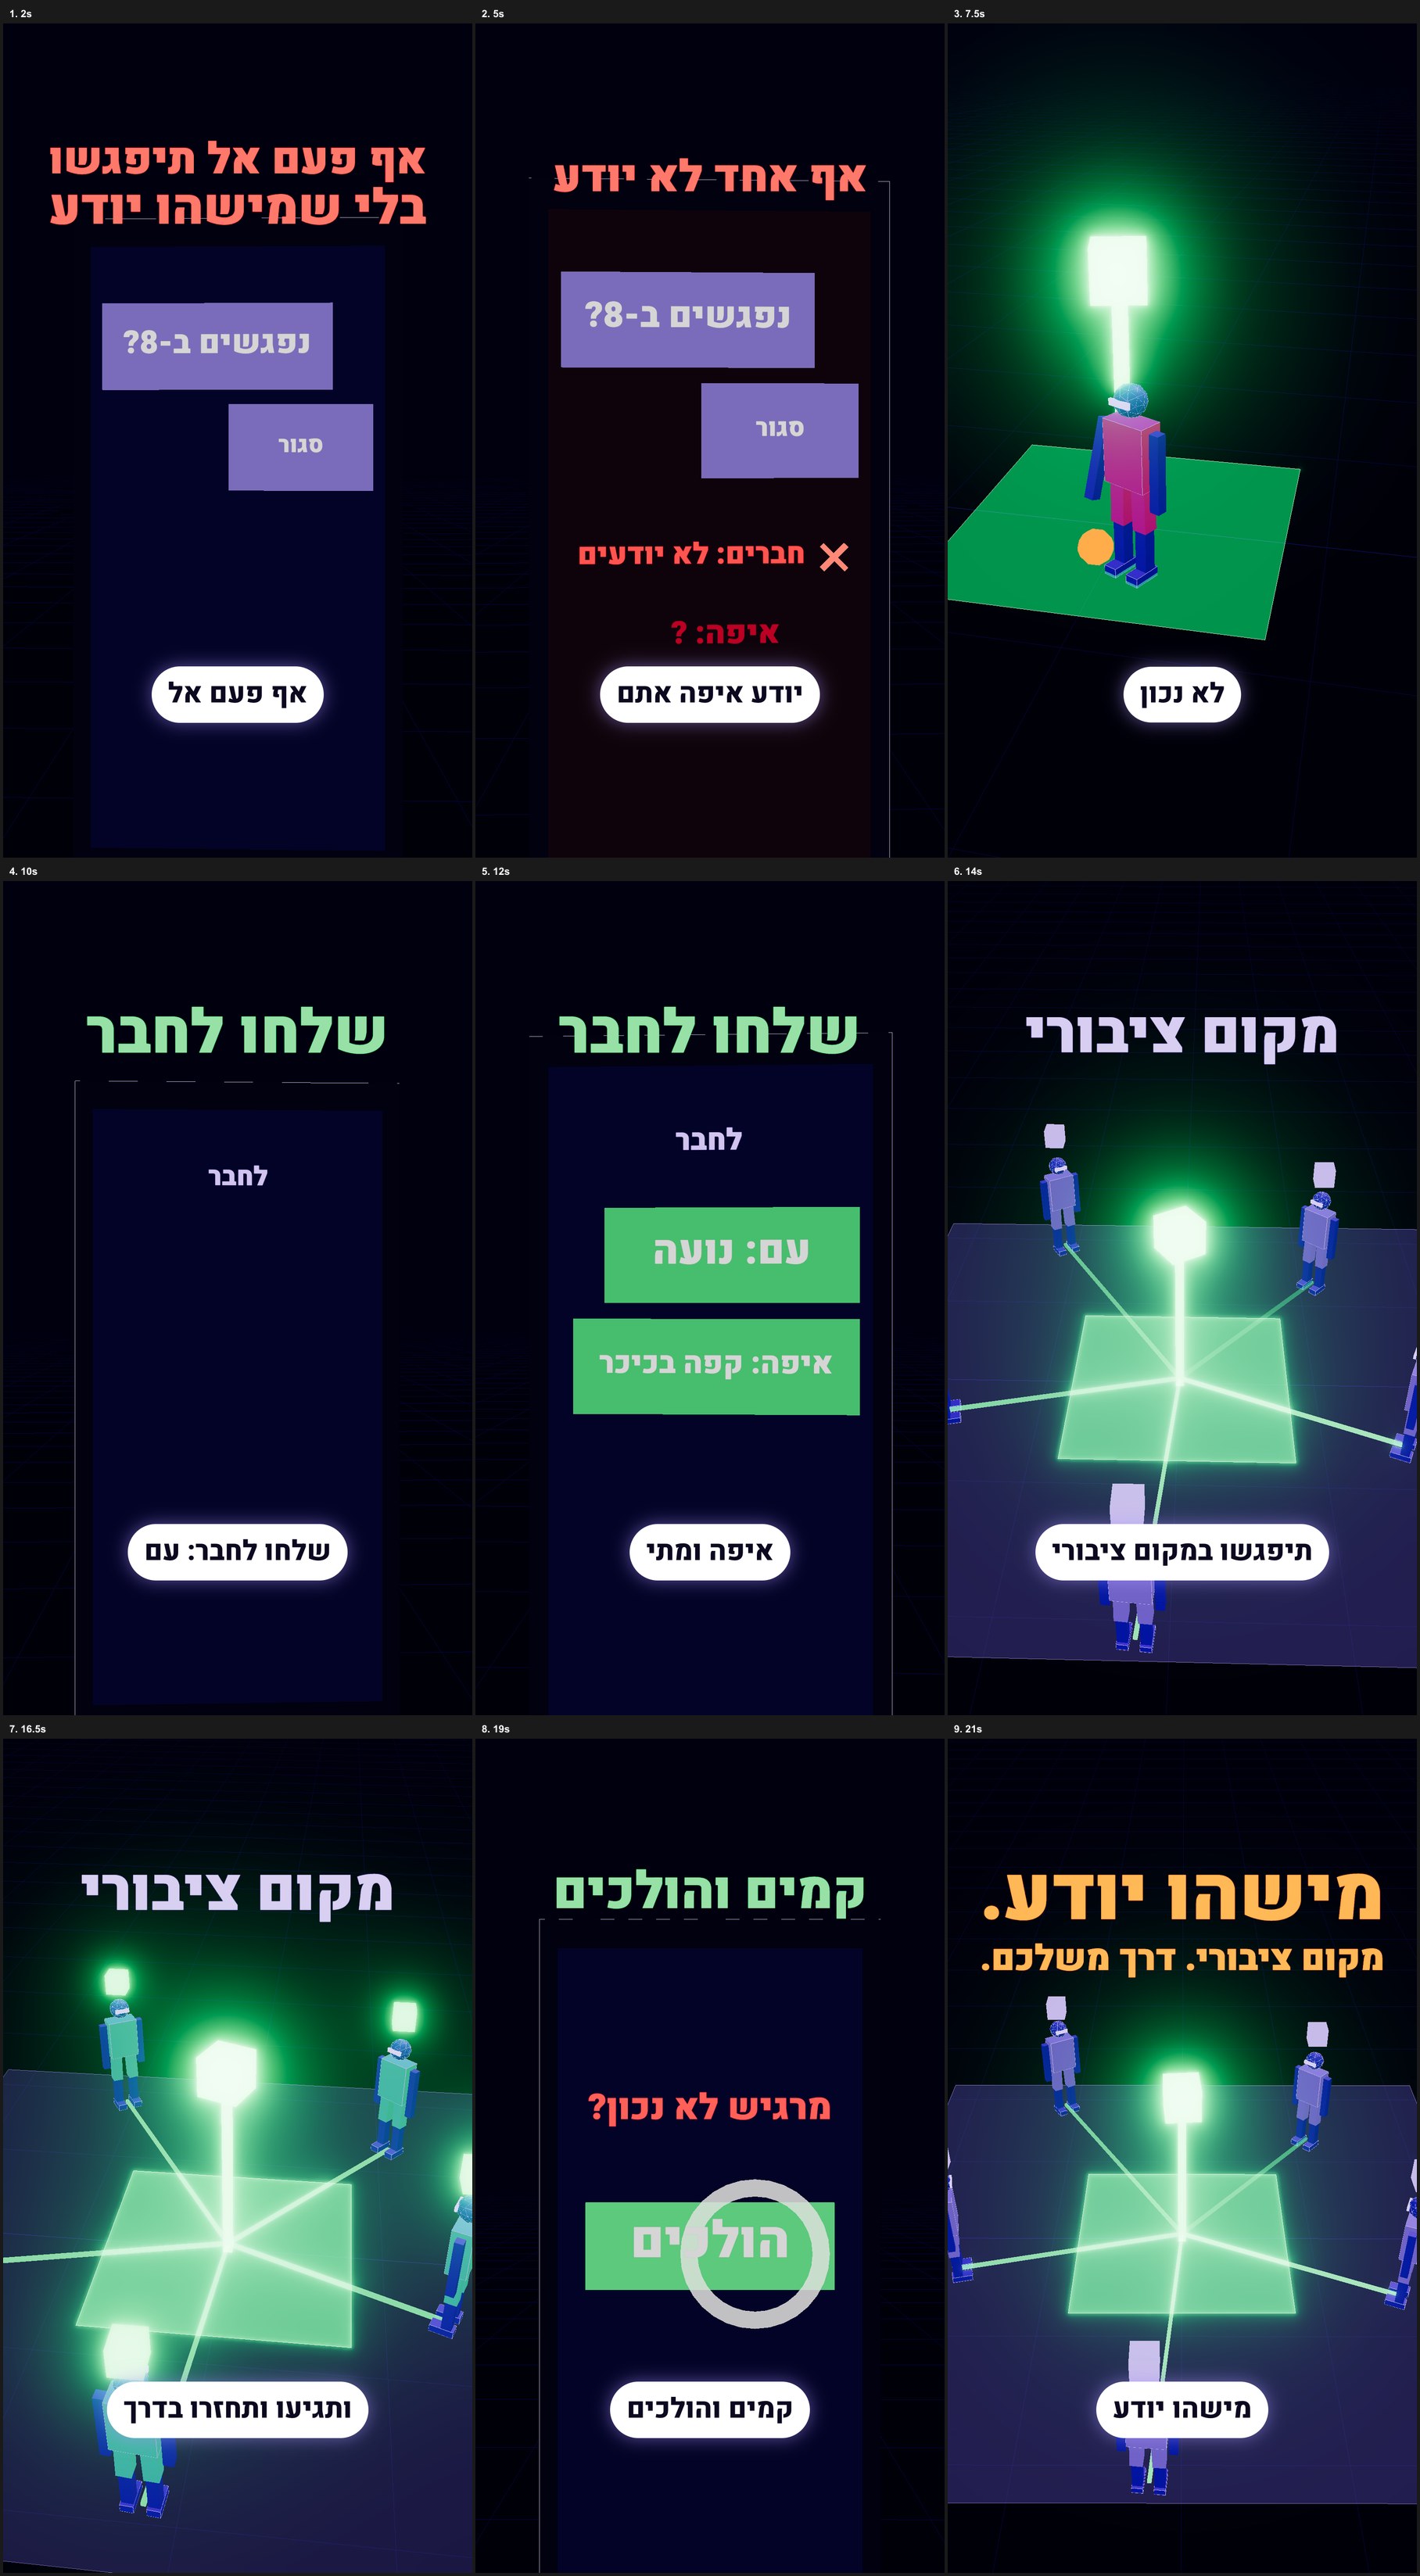 1. 2s
אף פעם אל תיפגשו
בלי שמישהו יודע
נפגשים ב-8?
סגור
אף פעם אל
2. 5s
אף אחד לא יודע
נפגשים ב-8?
סגור
חברים: לא יודעים
איפה: ?
יודע איפה אתם
3. 7.5s
לא נכון
4. 10s
שלחו לחבר
לחבר
שלחו לחבר: עם
5. 12s
שלחו לחבר
לחבר
עם: נועה
איפה: קפה בכיכר
איפה ומתי
6. 14s
מקום ציבורי
תיפגשו במקום ציבורי
7. 16.5s
מקום ציבורי
ותגיעו ותחזרו בדרך
8. 19s
קמים והולכים
מרגיש לא נכון?
הולכים
קמים והולכים
9. 21s
מישהו יודע.
מקום ציבורי. דרך משלכם.
מישהו יודע